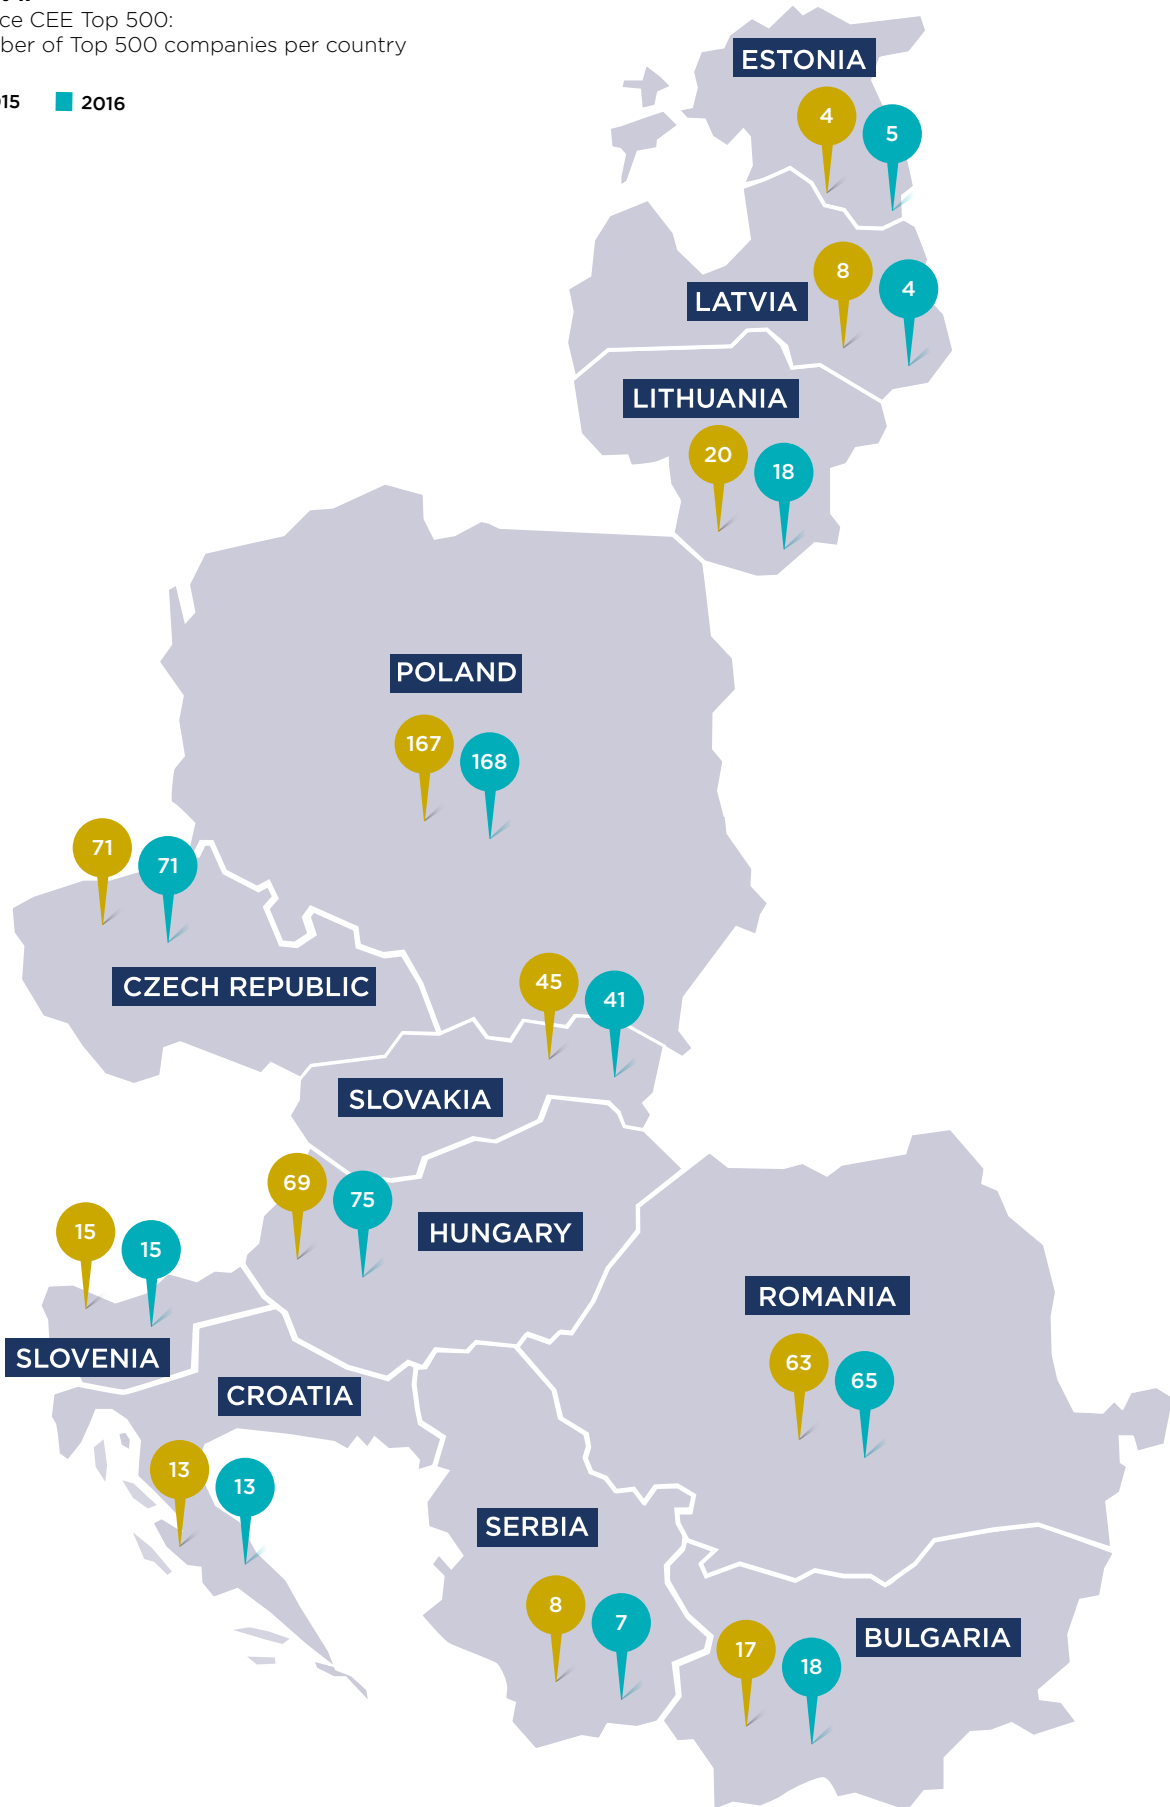 ce CEE Top 500:
ber of Top 500 companies per country
15 2016
ESTONIA
4 5
LATVIA 8 4
LITHUANIA
20 18
POLAND
167 168
71 71
CZECH REPUBLIC
45 41
SLOVAKIA
69 75
HUNGARY
15 15
SLOVENIA
ROMANIA
63 65
CROATIA
13 13
SERBIA
8 7
BULGARIA
17 18